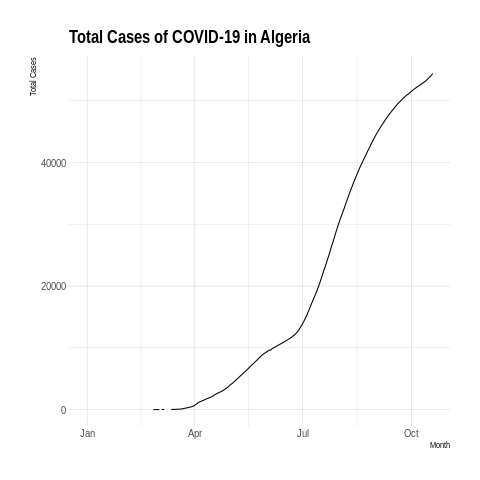 Total Cases of COVID-19 in Algeria
Total Cases
40000
20000
0
Jan Apr Jul Oct
Month